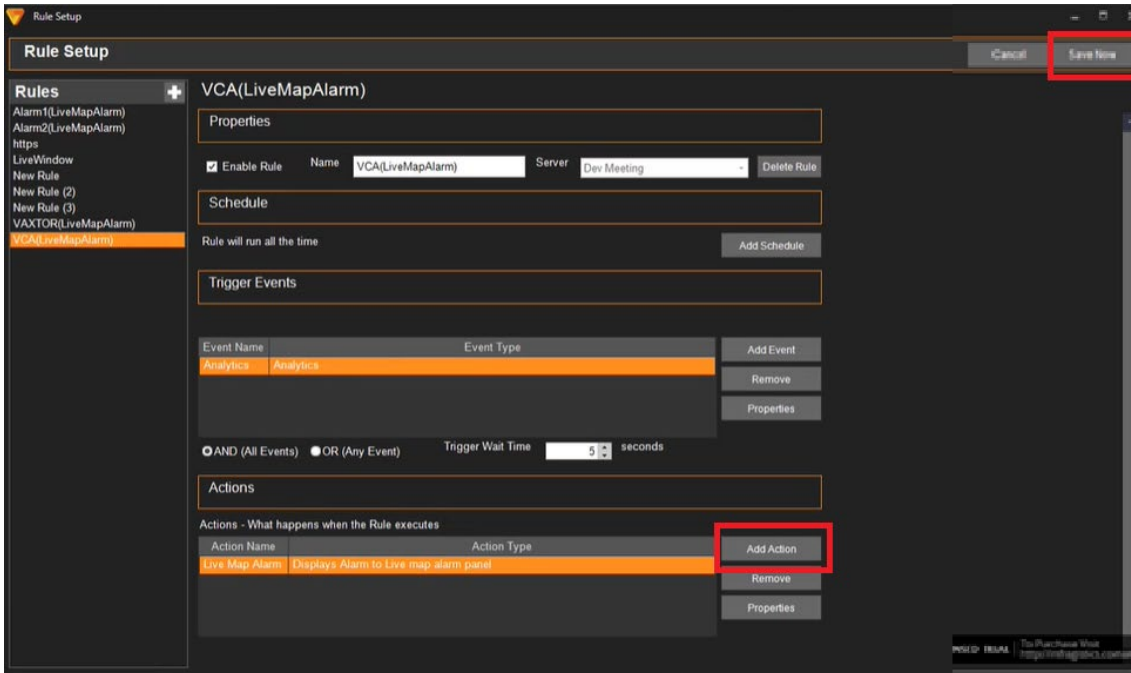 Rule Setup
Rule Setup
Cancel
Save Now
Rules
Alarm1(LiveMapAlarm)
Alarm2(LiveMapAlarm)
https
LiveWindow
New Rule
New Rule (2)
New Rule (3)
VAXTOR(LiveMapAlarm)
VCA(LiveMapAlarm)
VCA(LiveMapAlarm)
Properties
Enable Rule Name VCA(LiveMapAlarm) Server Dev Meeting Delete Rule
Schedule
Rule will run all the time Add Schedule
Trigger Events
Event Name Event Type Add Event
Analytics Analytics
Remove
Properties
AND (All Events) OR (Any Event) Trigger Wait Time 5 seconds
Actions
Actions - What happens when the Rule executes
Action Name Action Type Add Action
Live Map Alarm Displays Alarm to Live map alarm panel
Remove
Properties
To Purchase Visit